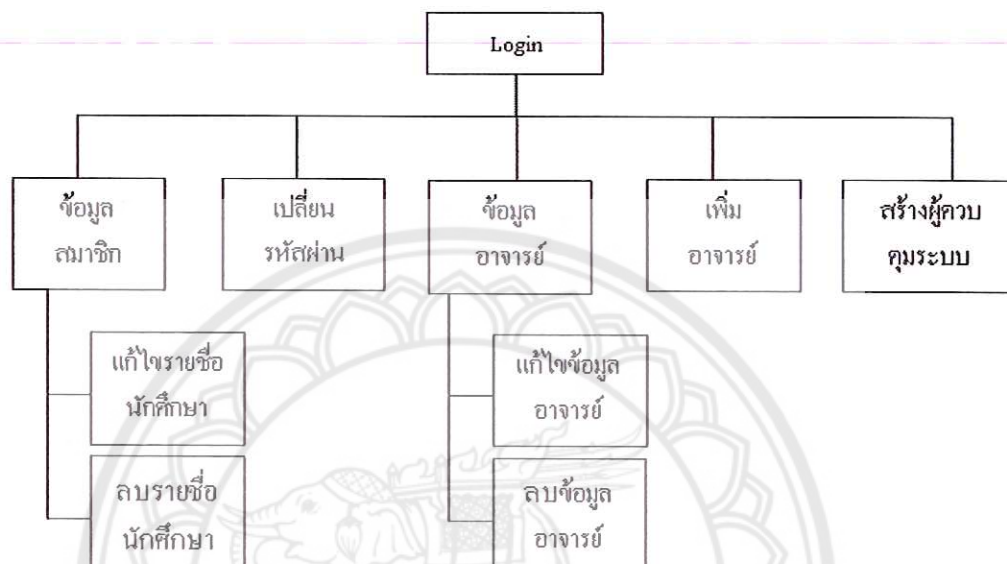 Login
ข้อมูล
สมาชิก
เปลี่ยน
รหัสผ่าน
ข้อมูล
อาจารย์
เพิ่ม
อาจารย์
สร้างผู้ควบ
คุมระบบ
แก้ไขรายชื่อ
นักศึกษา
ลบรายชื่อ
นักศึกษา
แก้ไขข้อมูล
อาจารย์
ลบข้อมูล
อาจารย์